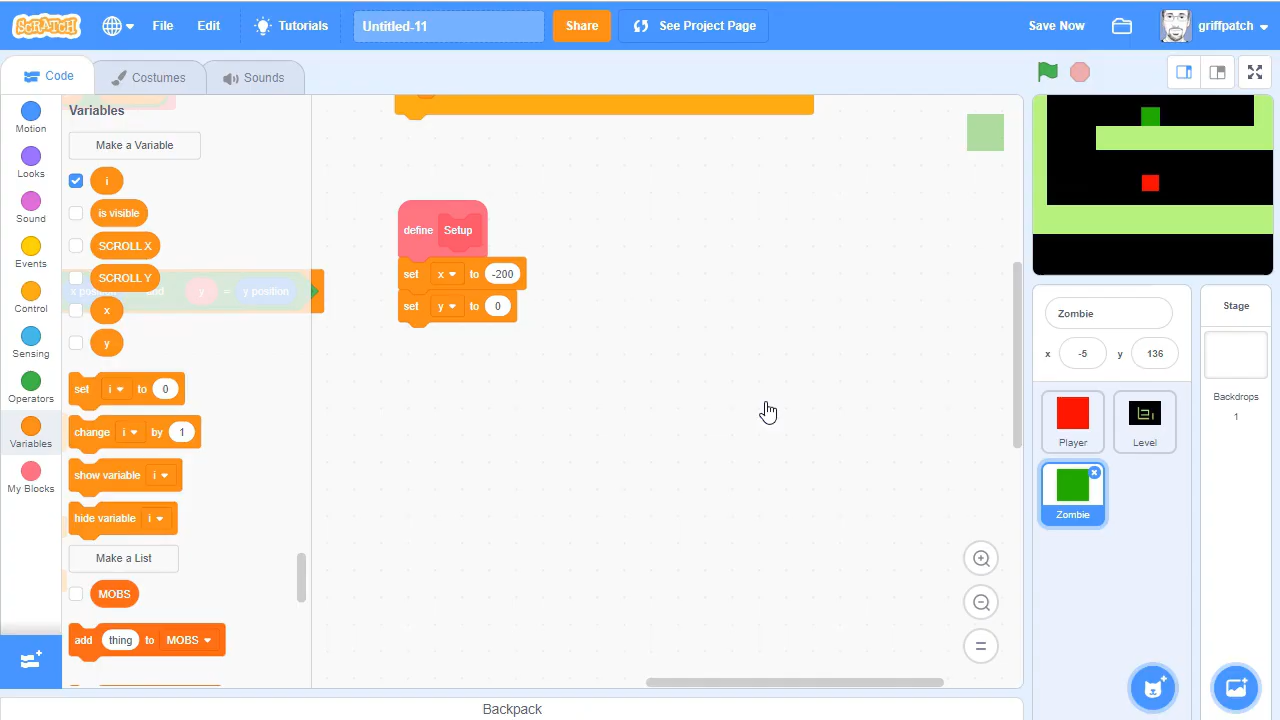 SCRATCH File Edit Tutorials Untitled-11 Share See Project Page Save Now griffpatch
Code Costumes Sounds
Motion
Looks
Sound
Events
Control
Sensing
Operators
Variables
My Blocks
Variables
Make a Variable
i
is visible
SCROLL X
SCROLL Y
x position and y = y position
x
y
set i to 0
change i by 1
show variable i
hide variable i
Make a List
MOBS
add thing to MOBS
define Setup
set x to -200
set y to 0
=
Zombie
x -5 y 136
Player
Level
Zombie
Stage
Backdrops
1
Backpack